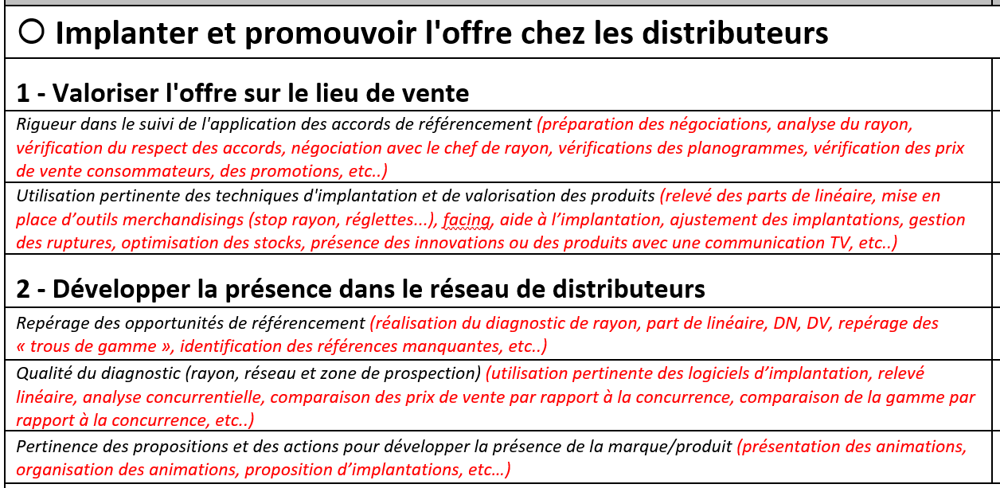 ○ Implanter et promouvoir l'offre chez les distributeurs
1 - Valoriser l'offre sur le lieu de vente
Rigueur dans le suivi de l'application des accords de référencement (préparation des négociations, analyse du rayon,
vérification du respect des accords, négociation avec le chef de rayon, vérifications des planogrammes, vérification des prix
de vente consommateurs, des promotions, etc..)
Utilisation pertinente des techniques d'implantation et de valorisation des produits (relevé des parts de linéaire, mise en
place d’outils merchandisings (stop rayon, réglettes...), facing, aide à l’implantation, ajustement des implantations, gestion
des ruptures, optimisation des stocks, présence des innovations ou des produits avec une communication TV, etc..)
2 - Développer la présence dans le réseau de distributeurs
Repérage des opportunités de référencement (réalisation du diagnostic de rayon, part de linéaire, DN, DV, repérage des
« trous de gamme », identification des références manquantes, etc..)
Qualité du diagnostic (rayon, réseau et zone de prospection) (utilisation pertinente des logiciels d’implantation, relevé
linéaire, analyse concurrentielle, comparaison des prix de vente par rapport à la concurrence, comparaison de la gamme par
rapport à la concurrence, etc..)
Pertinence des propositions et des actions pour développer la présence de la marque/produit (présentation des animations,
organisation des animations, proposition d’implantations, etc…)